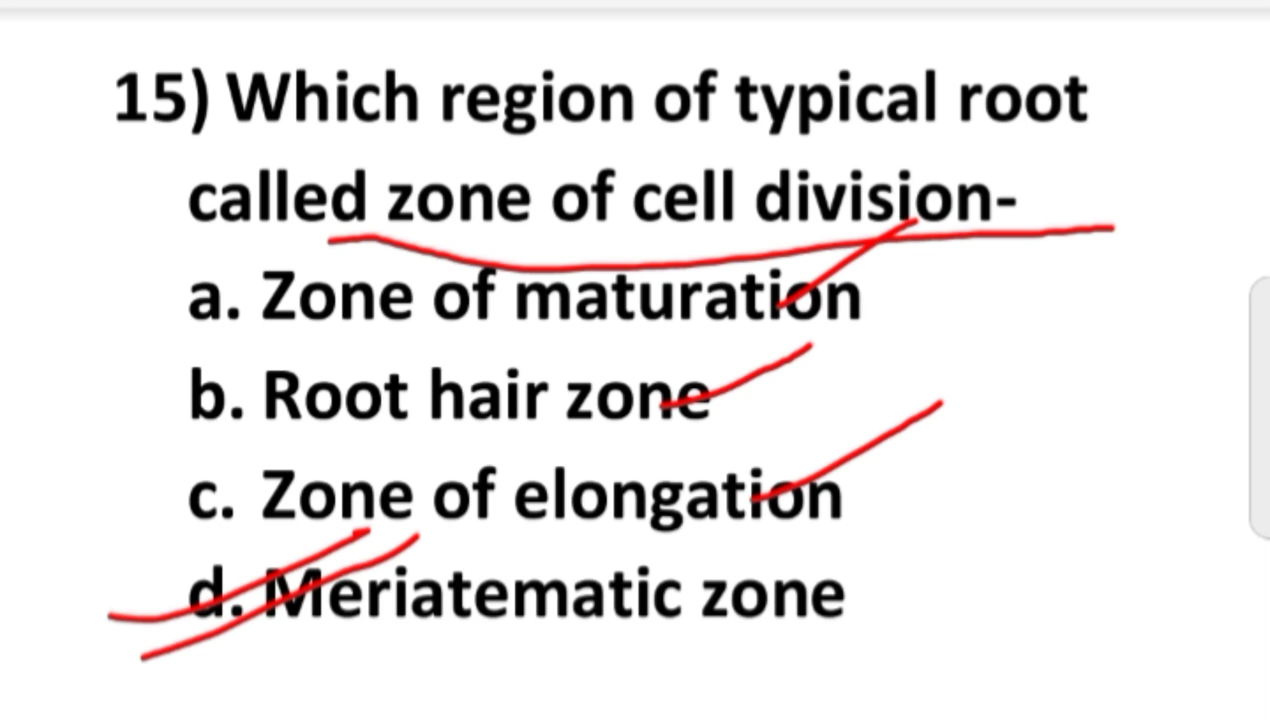 15) Which region of typical root
called zone of cell division-
a. Zone of maturation
b. Root hair zone
c. Zone of elongation
d. Meriatematic zone